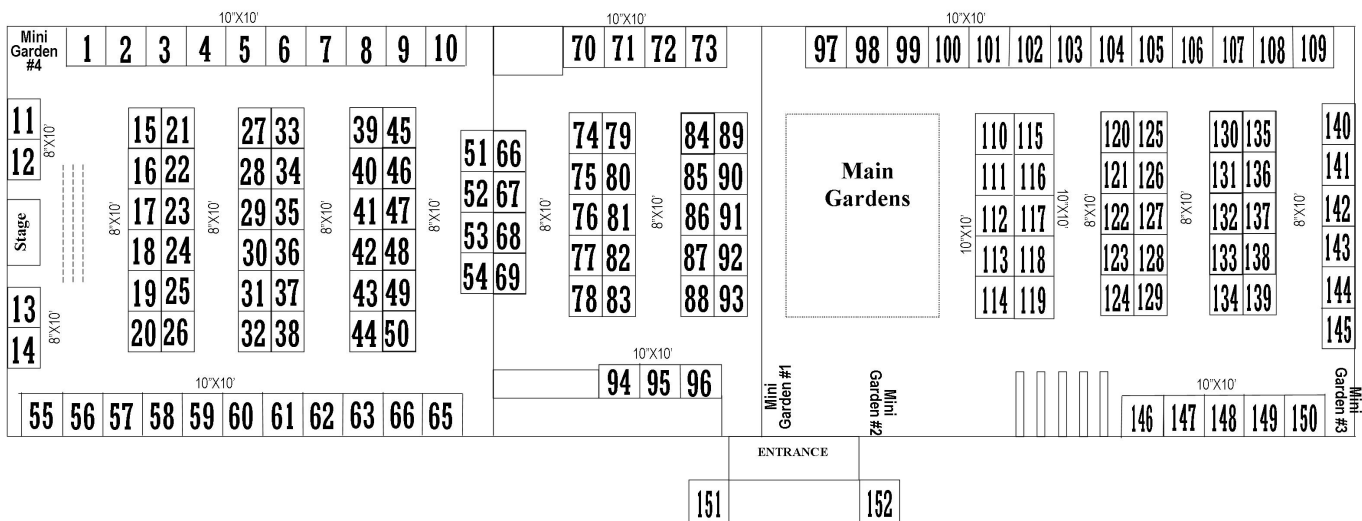 10"X10' 10"X10' 10"X10'
Mini
Garden
#4
1 2 3 4 5 6 7 8 9 10
70 71 72 73
97 98 99 100 101 102 103 104 105 106 107 108 109
11
12
8"X10'
Stage
13
14
8"X10'
8"X10'
15 21
16 22
17 23
18 24
19 25
20 26
8"X10'
27 33
28 34
29 35
30 36
31 37
32 38
8"X10'
39 45
40 46
41 47
42 48
43 49
44 50
8"X10'
51 66
52 67
53 68
54 69
8"X10'
74 79
75 80
76 81
77 82
78 83
8"X10'
84 89
85 90
86 91
87 92
88 93
Main
Gardens
10"X10'
110 115
111 116
112 117
113 118
114 119
10"X10'
8"X10'
120 125
121 126
122 127
123 128
124 129
8"X10'
130 135
131 136
132 137
133 138
134 139
8"X10'
140
141
142
143
144
145
10"X10'
55 56 57 58 59 60 61 62 63 66 65
10"X10'
94 95 96
Mini
Garden #1
Mini
Garden #2
10"X10'
146 147 148 149 150
Mini
Garden #3
ENTRANCE
151 152